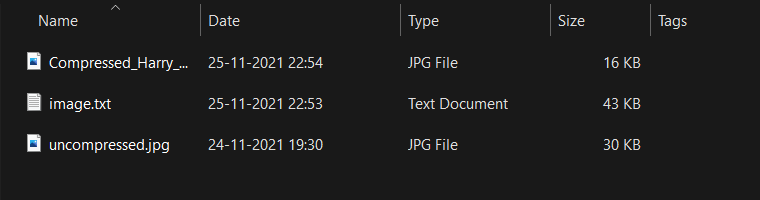 Name Date Type Size Tags
Compressed_Harry_... 25-11-2021 22:54 JPG File 16 KB
image.txt 25-11-2021 22:53 Text Document 43 KB
uncompressed.jpg 24-11-2021 19:30 JPG File 30 KB